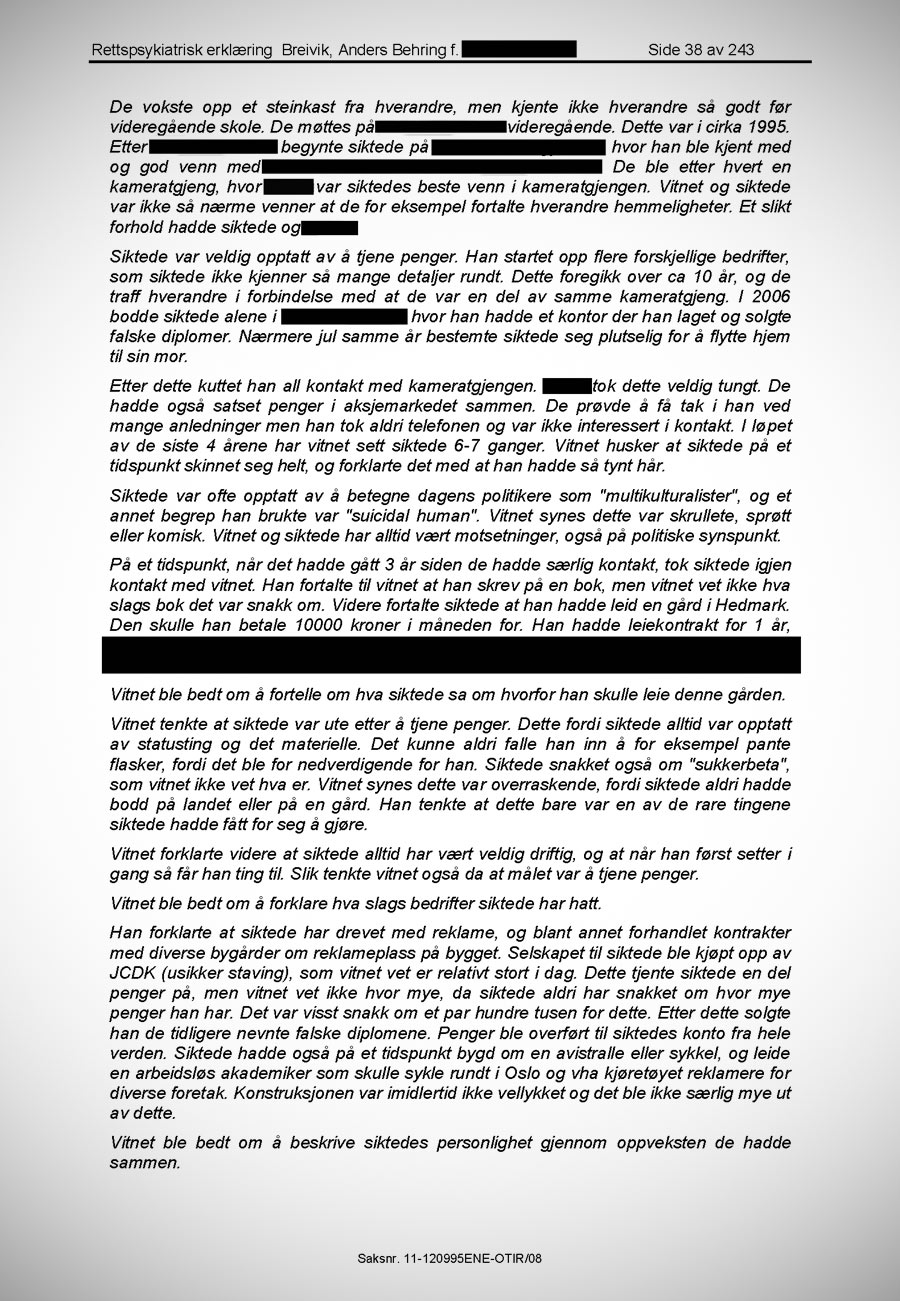 Rettspsykiatrisk erklæring Breivik, Anders Behring f. Side 38 av 243
De vokste opp et steinkast fra hverandre, men kjente ikke hverandre så godt før
videregående skole. De møttes på videregående. Dette var i cirka 1995.
Etter begynte siktede på hvor han ble kjent med
og god venn med De ble etter hvert en
kameratgjeng, hvor var siktedes beste venn i kameratgjengen. Vitnet og siktede
var ikke så nærme venner at de for eksempel fortalte hverandre hemmeligheter. Et slikt
forhold hadde siktede og
Siktede var veldig opptatt av å tjene penger. Han startet opp flere forskjellige bedrifter,
som siktede ikke kjenner så mange detaljer rundt. Dette foregikk over ca 10 år, og de
traff hverandre i forbindelse med at de var en del av samme kameratgjeng. I 2006
bodde siktede alene i hvor han hadde et kontor der han laget og solgte
falske diplomer. Nærmere jul samme år bestemte siktede seg plutselig for å flytte hjem
til sin mor.
Etter dette kuttet han all kontakt med kameratgjengen. tok dette veldig tungt. De
hadde også satset penger i aksjemarkedet sammen. De prøvde å få tak i han ved
mange anledninger men han tok aldri telefonen og var ikke interessert i kontakt. I løpet
av de siste 4 årene har vitnet sett siktede 6-7 ganger. Vitnet husker at siktede på et
tidspunkt skinnet seg helt, og forklarte det med at han hadde så tynt hår.
Siktede var ofte opptatt av å betegne dagens politikere som "multikulturalister", og et
annet begrep han brukte var "suicidal human". Vitnet synes dette var skrullete, sprøtt
eller komisk. Vitnet og siktede har alltid vært motsetninger, også på politiske synspunkt.
På et tidspunkt, når det hadde gått 3 år siden de hadde særlig kontakt, tok siktede igjen
kontakt med vitnet. Han fortalte til vitnet at han skrev på en bok, men vitnet vet ikke hva
slags bok det var snakk om. Videre fortalte siktede at han hadde leid en gård i Hedmark.
Den skulle han betale 10000 kroner i måneden for. Han hadde leiekontrakt for 1 år,
Vitnet ble bedt om å fortelle om hva siktede sa om hvorfor han skulle leie denne gården.
Vitnet tenkte at siktede var ute etter å tjene penger. Dette fordi siktede alltid var opptatt
av statusting og det materielle. Det kunne aldri falle han inn å for eksempel pante
flasker, fordi det ble for nedverdigende for han. Siktede snakket også om "sukkerbeta",
som vitnet ikke vet hva er. Vitnet synes dette var overraskende, fordi siktede aldri hadde
bodd på landet eller på en gård. Han tenkte at dette bare var en av de rare tingene
siktede hadde fått for seg å gjøre.
Vitnet forklarte videre at siktede alltid har vært veldig driftig, og at når han først setter i
gang så får han ting til. Slik tenkte vitnet også da at målet var å tjene penger.
Vitnet ble bedt om å forklare hva slags bedrifter siktede har hatt.
Han forklarte at siktede har drevet med reklame, og blant annet forhandlet kontrakter
med diverse bygårder om reklameplass på bygget. Selskapet til siktede ble kjøpt opp av
JCDK (usikker staving), som vitnet vet er relativt stort i dag. Dette tjente siktede en del
penger på, men vitnet vet ikke hvor mye, da siktede aldri har snakket om hvor mye
penger han har. Det var visst snakk om et par hundre tusen for dette. Etter dette solgte
han de tidligere nevnte falske diplomene. Penger ble overført til siktedes konto fra hele
verden. Siktede hadde også på et tidspunkt bygd om en avistralle eller sykkel, og leide
en arbeidsløs akademiker som skulle sykle rundt i Oslo og vha kjøretøyet reklamere for
diverse foretak. Konstruksjonen var imidlertid ikke vellykket og det ble ikke særlig mye ut
av dette.
Vitnet ble bedt om å beskrive siktedes personlighet gjennom oppveksten de hadde
sammen.
Saksnr. 11-120995ENE-OTIR/08